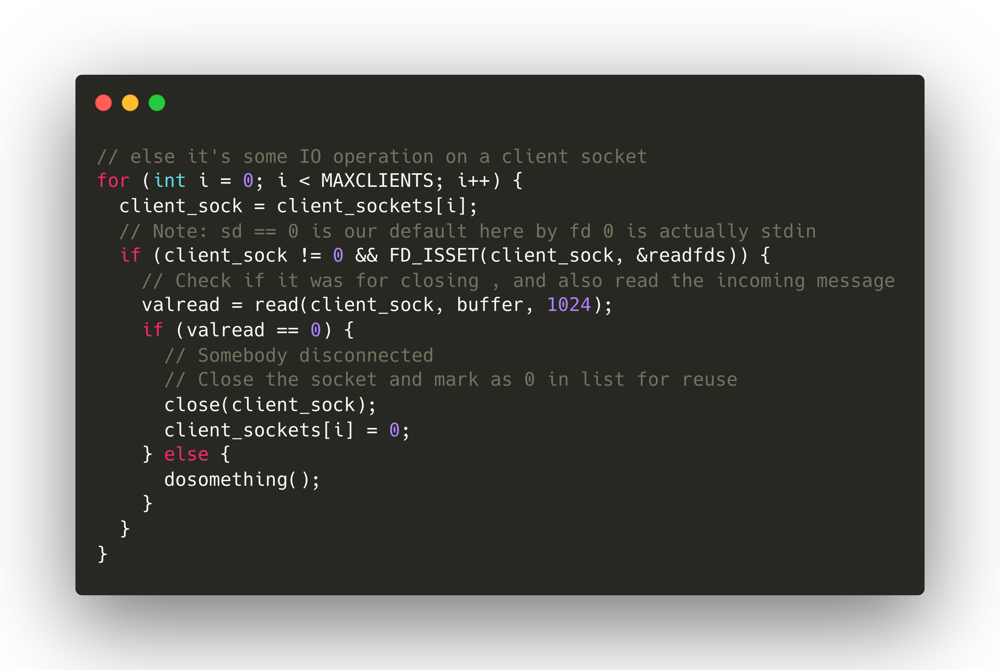 // else it's some IO operation on a client socket
for (int i = 0; i < MAXCLIENTS; i++) {
  client_sock = client_sockets[i];
  // Note: sd == 0 is our default here by fd 0 is actually stdin
  if (client_sock != 0 && FD_ISSET(client_sock, &readfds)) {
    // Check if it was for closing , and also read the incoming message
    valread = read(client_sock, buffer, 1024);
    if (valread == 0) {
      // Somebody disconnected
      // Close the socket and mark as 0 in list for reuse
      close(client_sock);
      client_sockets[i] = 0;
    } else {
      dosomething();
    }
  }
}